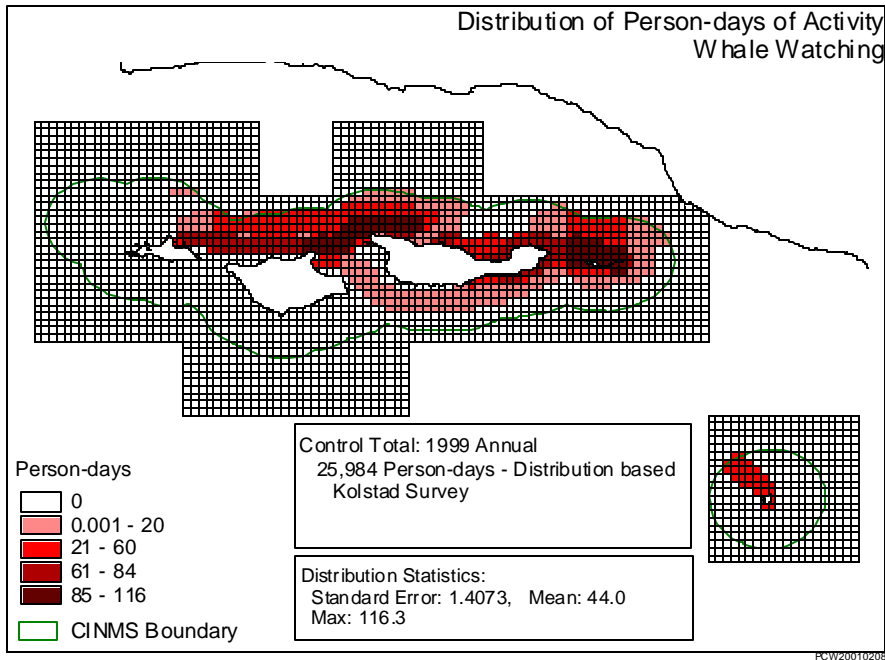 Distribution of Person-days of Activity
Whale Watching
Control Total: 1999 Annual
25,984 Person-days - Distribution based
Kolstad Survey
Person-days
0
0.001 - 20
21 - 60
61 - 84
85 - 116
CINMS Boundary
Distribution Statistics:
Standard Error: 1.4073, Mean: 44.0
Max: 116.3
PCW20010208